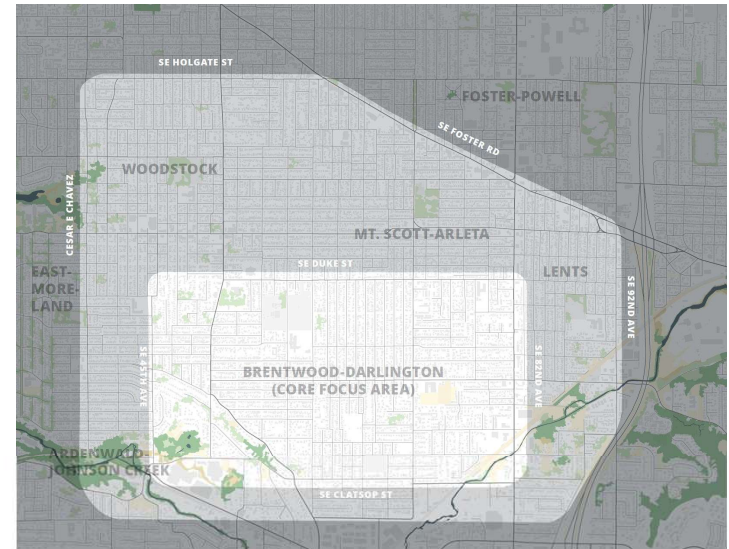 SE HOLGATE ST
FOSTER-POWELL
SE FOSTER RD
WOODSTOCK
CESAR E CHAVEZ
MT. SCOTT-ARLETA
SE DUKE ST
EAST-
MORE-
LAND
LENTS
SE 92ND AVE
SE 45TH AVE
SE 82ND AVE
BRENTWOOD-DARLINGTON
(CORE FOCUS AREA)
ARDENWALD-
JOHNSON CREEK
SE CLATSOP ST